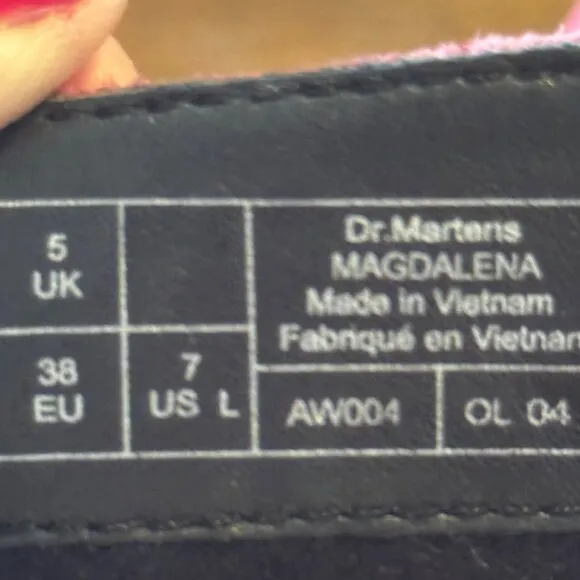 5
UK
38
EU
7
US L
Dr.Martens
MAGDALENA
Made in Vietnam
Fabriqué en Vietnam
AW004
OL 04